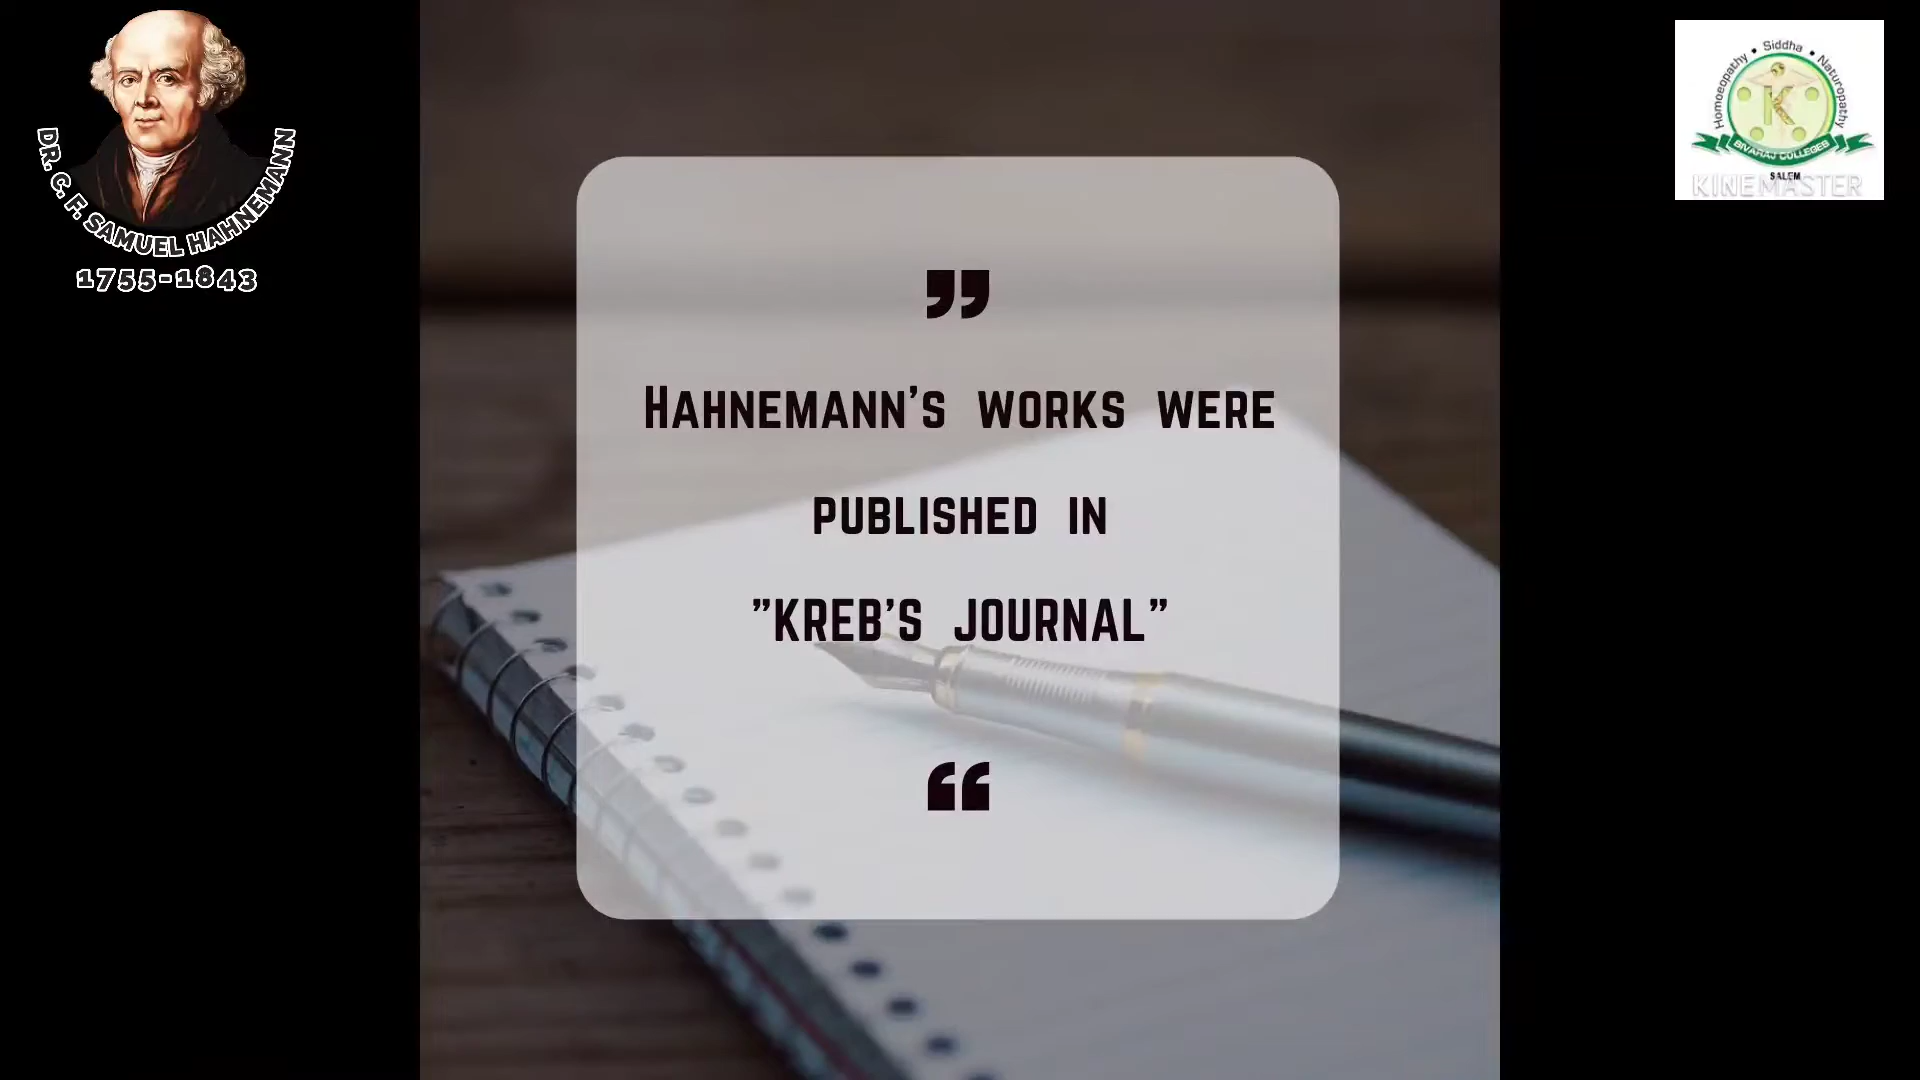 DR. C. F. SAMUEL HAHNEMANN
1755-1843
Homoeopathy • Siddha • Naturopathy
K
SIVARAJ COLLEGES
SALEM
KINEMASTER
”
HAHNEMANN’S WORKS WERE
PUBLISHED IN
”KREB’S JOURNAL”
“